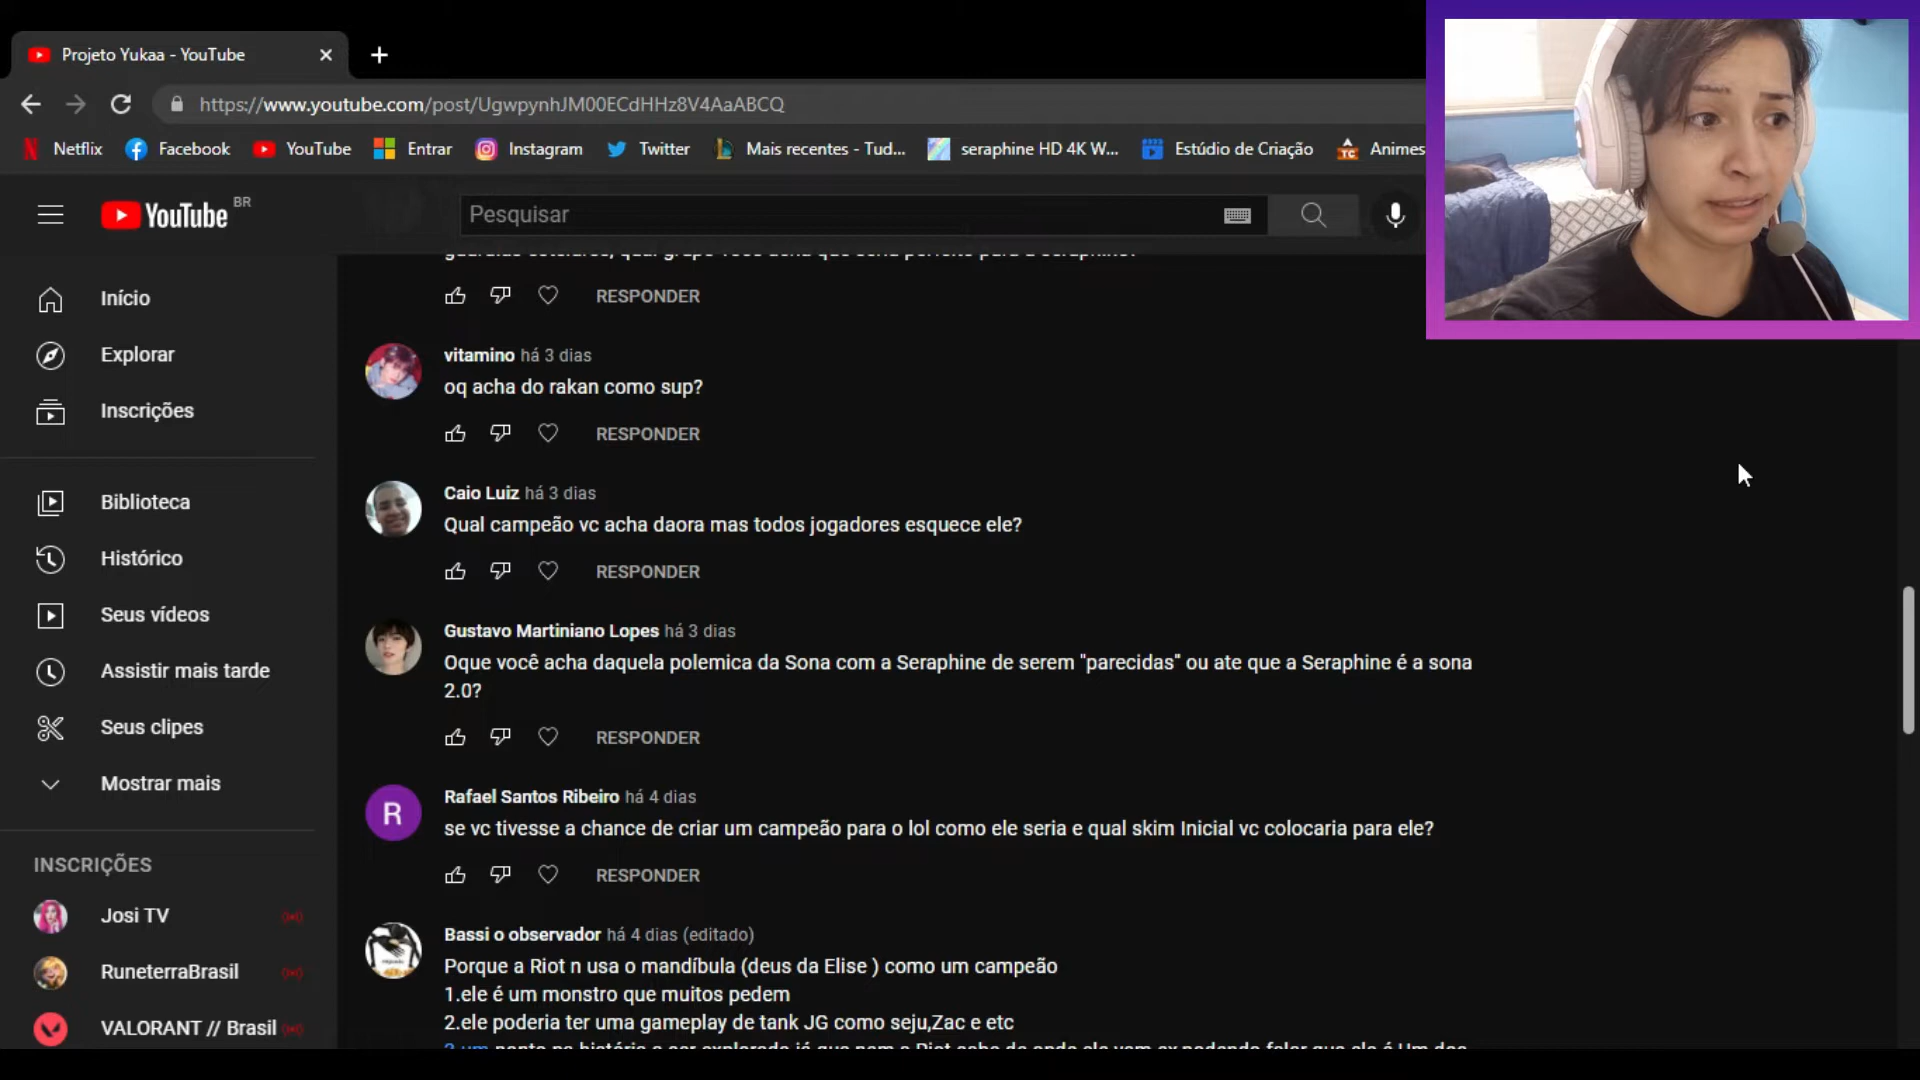 Projeto Yukaa - YouTube
https://www.youtube.com/post/UgwpynhJM00ECdHHz8V4AaABCQ
Netflix Facebook YouTube Entrar Instagram Twitter Mais recentes - Tud... seraphine HD 4K W... Estúdio de Criação Animes
YouTube BR
Pesquisar
Início
Explorar
Inscrições
Biblioteca
Histórico
Seus vídeos
Assistir mais tarde
Seus clipes
Mostrar mais
INSCRIÇÕES
Josi TV
RuneterraBrasil
VALORANT // Brasil
RESPONDER
vitamino há 3 dias
oq acha do rakan como sup?
RESPONDER
Caio Luiz há 3 dias
Qual campeão vc acha daora mas todos jogadores esquece ele?
RESPONDER
Gustavo Martiniano Lopes há 3 dias
Oque você acha daquela polemica da Sona com a Seraphine de serem "parecidas" ou ate que a Seraphine é a sona
2.0?
RESPONDER
R
Rafael Santos Ribeiro há 4 dias
se vc tivesse a chance de criar um campeão para o lol como ele seria e qual skim Inicial vc colocaria para ele?
RESPONDER
Bassi o observador há 4 dias (editado)
Porque a Riot n usa o mandíbula (deus da Elise ) como um campeão
1.ele é um monstro que muitos pedem
2.ele poderia ter uma gameplay de tank JG como seju,Zac e etc